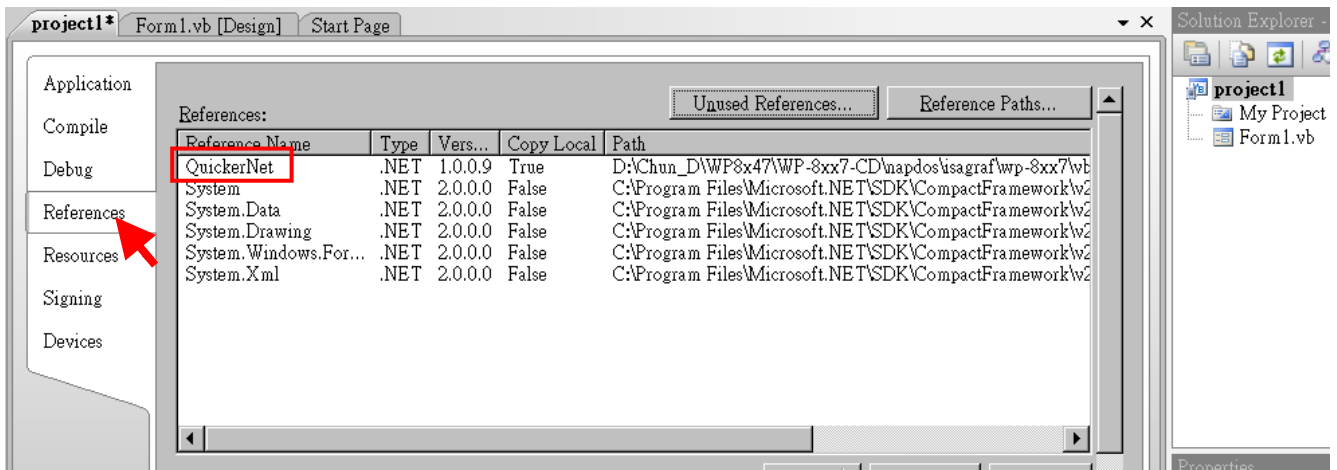 project1* Form1.vb [Design] Start Page
Solution Explorer -
Application
Compile
Debug
References
Resources
Signing
Devices
Unused References... Reference Paths...
References:
Reference Name Type Vers... Copy Local Path
QuickerNet .NET 1.0.0.9 True D:\Chun_D\WP8x47\WP-8xx7-CD\napdos\isagraf\wp-8xx7\vb
System .NET 2.0.0.0 False C:\Program Files\Microsoft.NET\SDK\CompactFramework\v2
System.Data .NET 2.0.0.0 False C:\Program Files\Microsoft.NET\SDK\CompactFramework\v2
System.Drawing .NET 2.0.0.0 False C:\Program Files\Microsoft.NET\SDK\CompactFramework\v2
System.Windows.For... .NET 2.0.0.0 False C:\Program Files\Microsoft.NET\SDK\CompactFramework\v2
System.Xml .NET 2.0.0.0 False C:\Program Files\Microsoft.NET\SDK\CompactFramework\v2
project1
My Project
Form1.vb
Properties